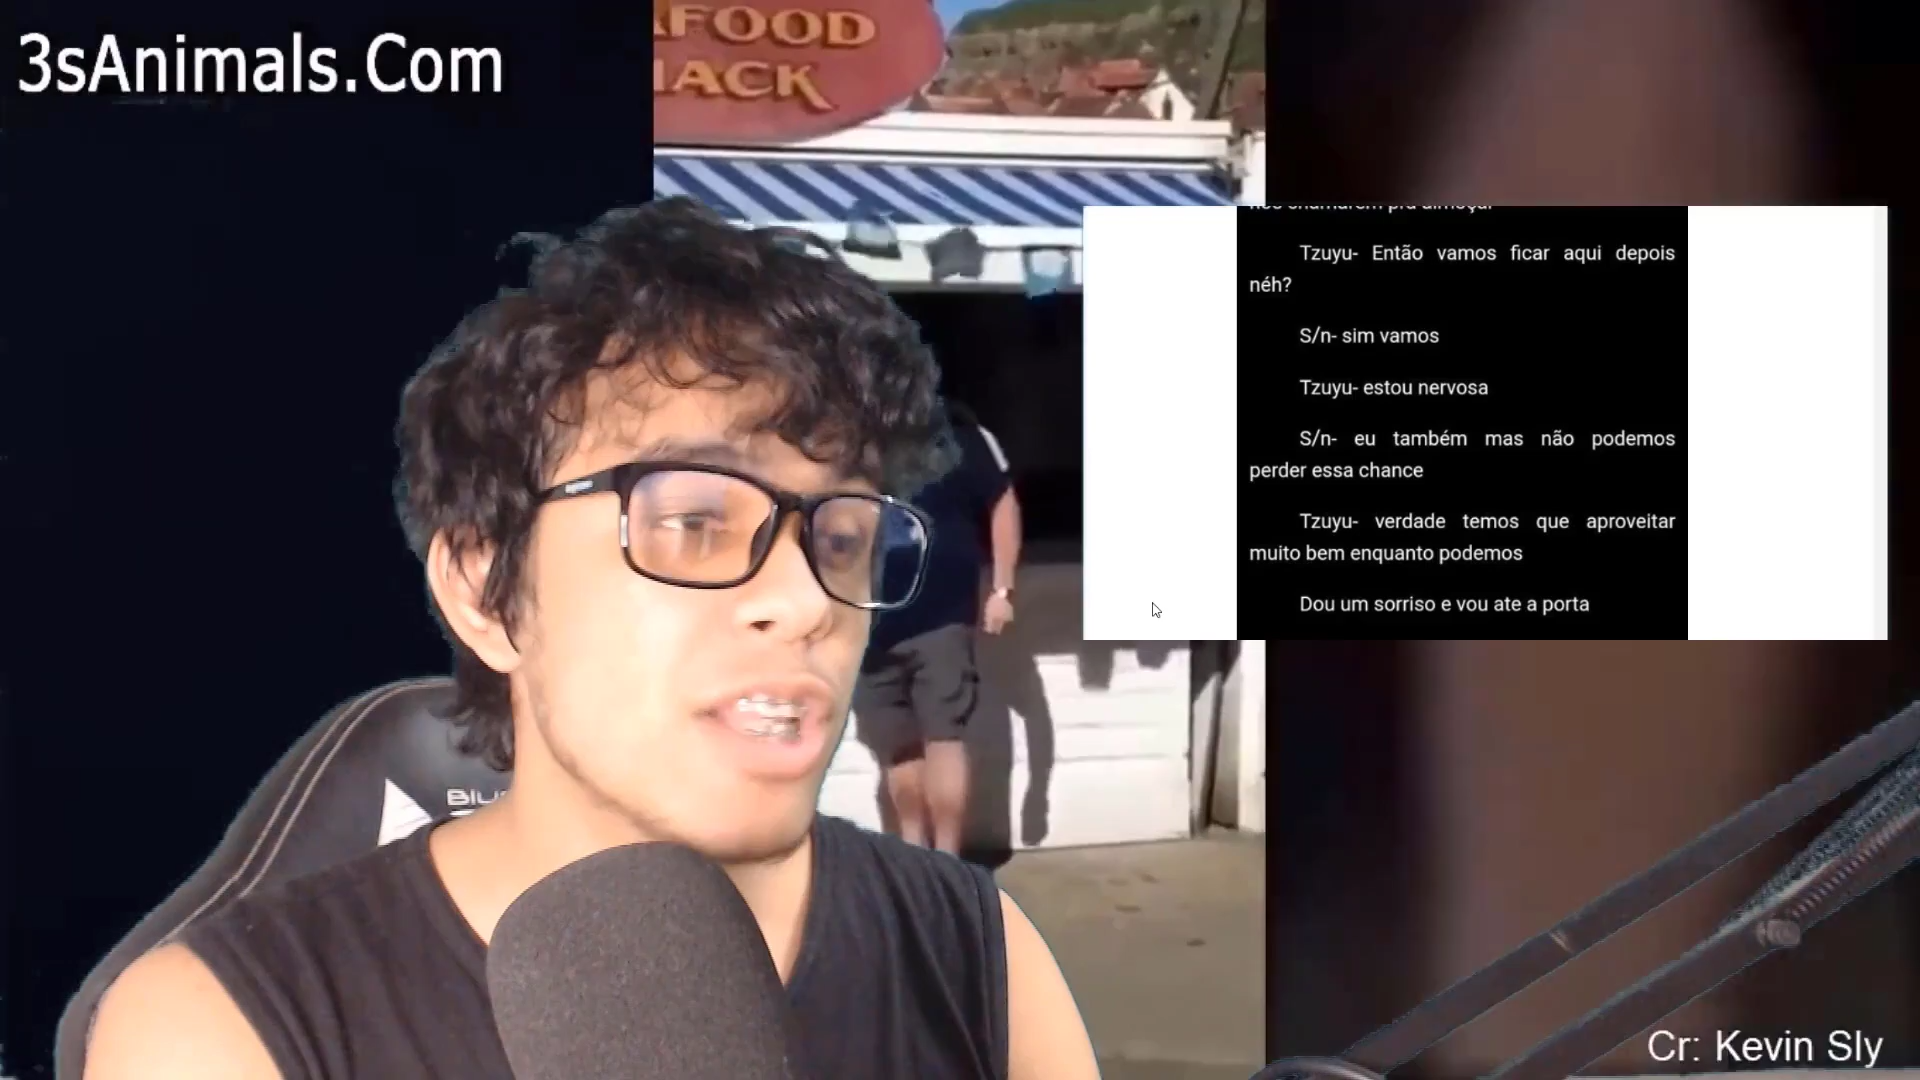 3sAnimals.Com
FOOD
ACK
Tzuyu- Então vamos ficar aqui depois
néh?
S/n- sim vamos
Tzuyu- estou nervosa
S/n- eu também mas não podemos
perder essa chance
Tzuyu- verdade temos que aproveitar
muito bem enquanto podemos
Dou um sorriso e vou ate a porta
Cr: Kevin Sly